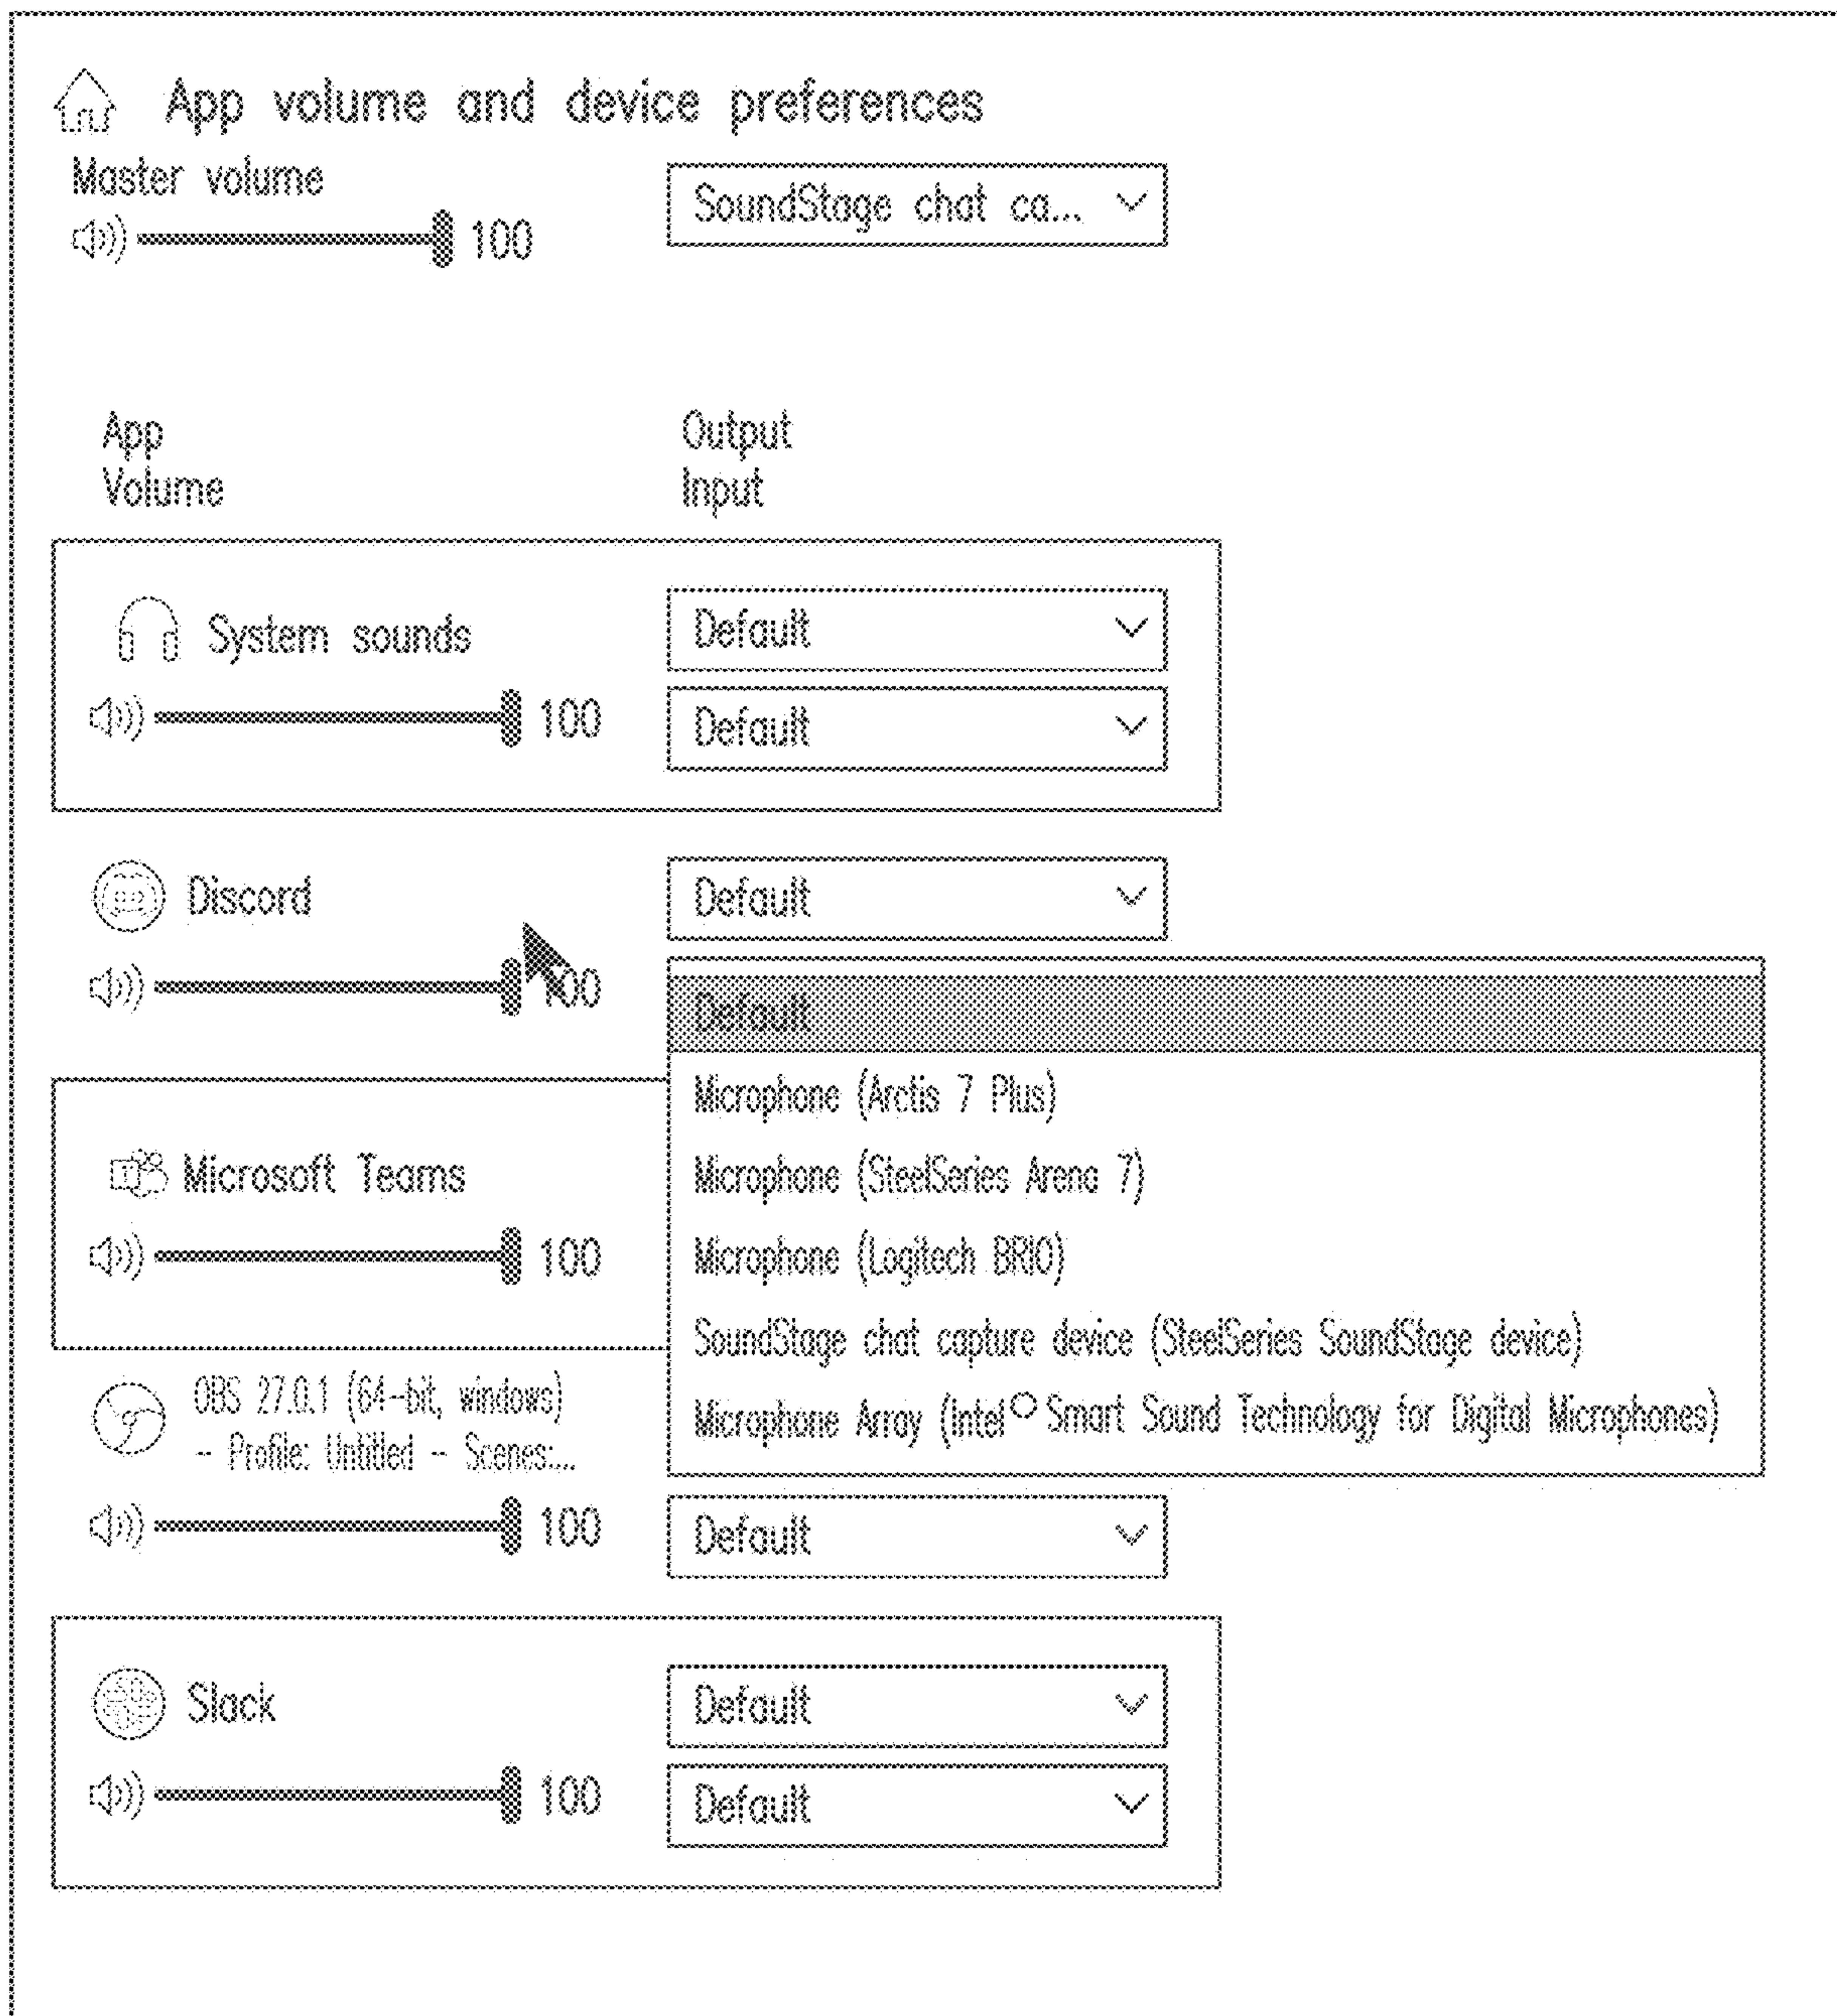 App volume and device preferences
Master volume
100
SoundStage chat ca...
App
Volume
Output
Input
System sounds
Default
100
Default
Discord
Default
100
Default
Microphone (Arctis 7 Plus)
Microphone (SteelSeries Arena 7)
Microphone (Logitech BRIO)
SoundStage chat capture device (SteelSeries SoundStage device)
Microphone Array (Intel○ Smart Sound Technology for Digital Microphones)
Microsoft Teams
100
OBS 27.0.1 (64-bit, windows)
- Profile: Untitled - Scenes:...
100
Default
Slack
Default
100
Default